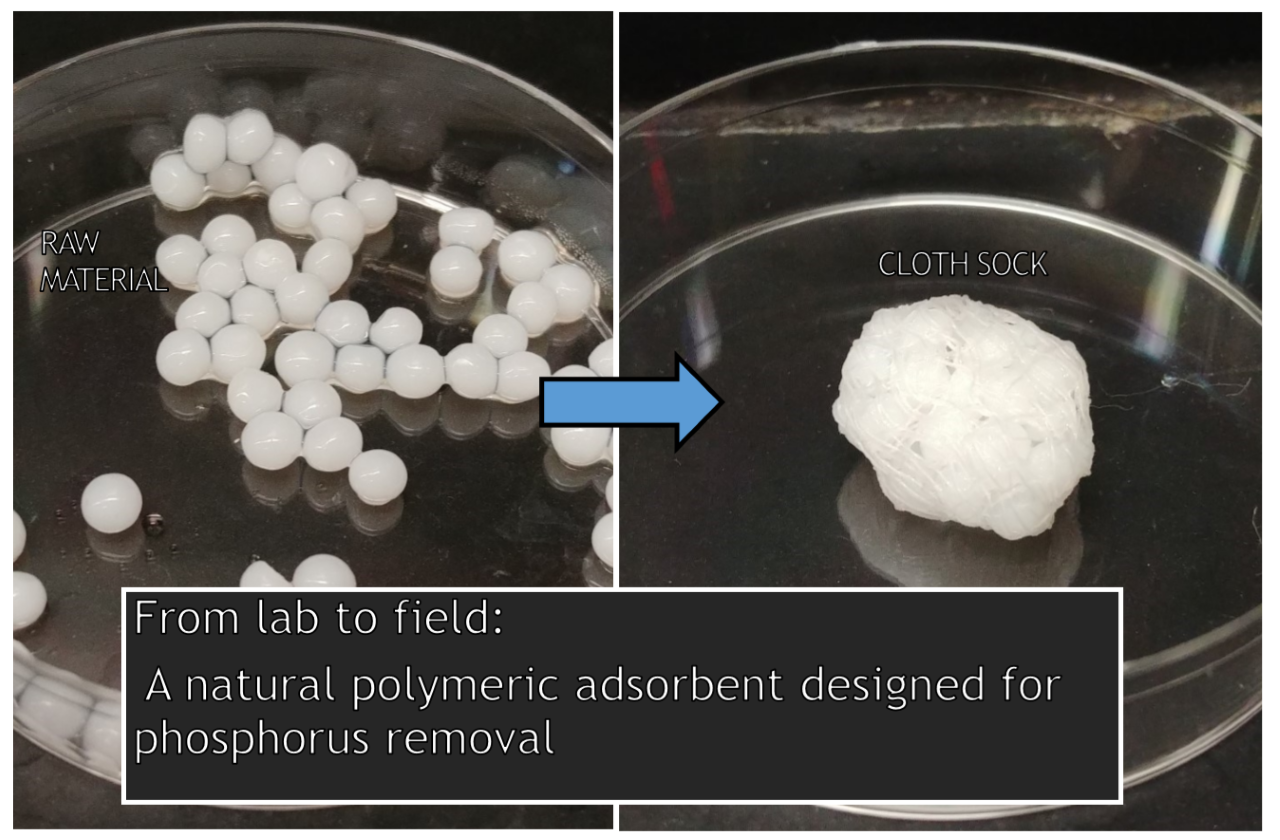 RAW
MATERIAL
CLOTH SOCK
From lab to field:
A natural polymeric adsorbent designed for
phosphorus removal